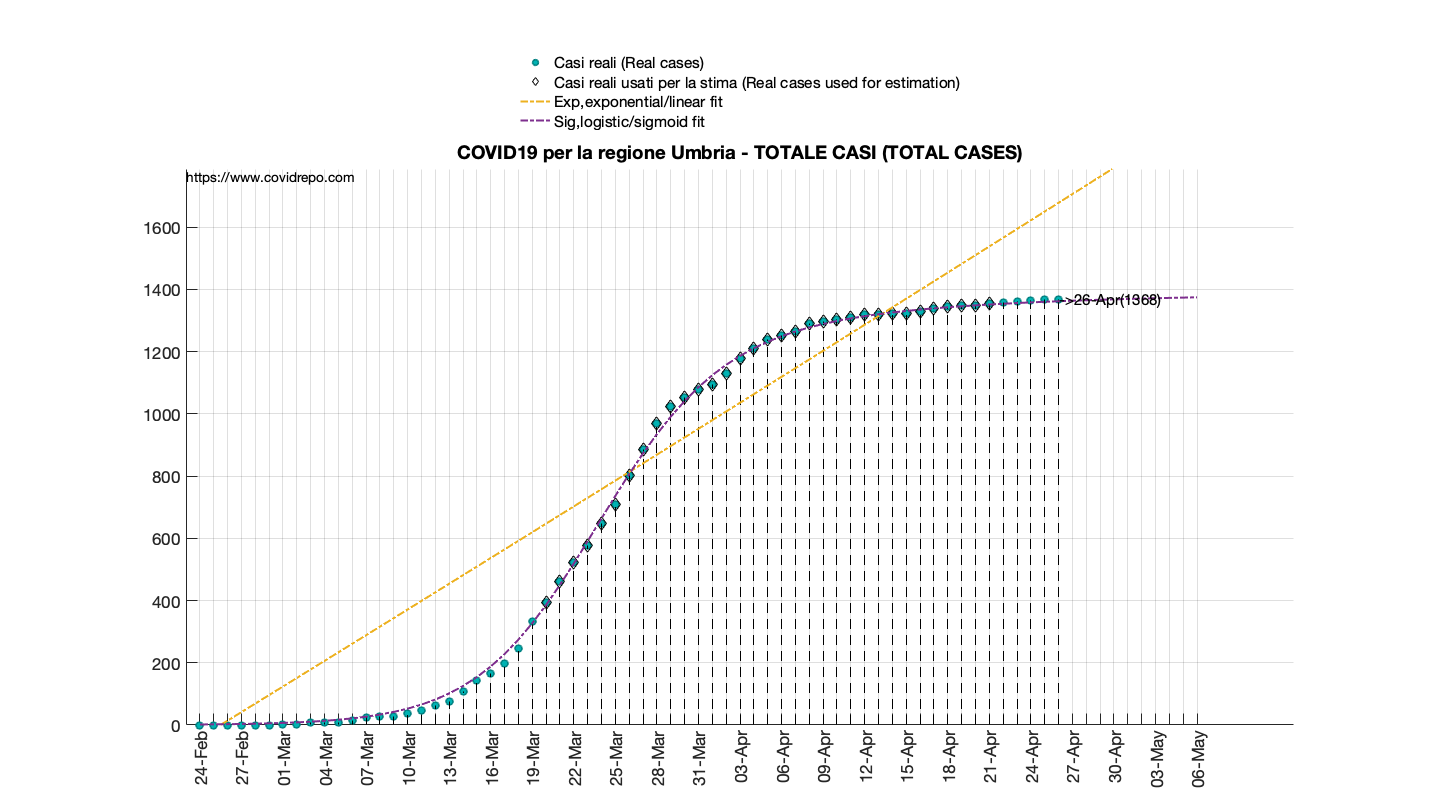 Casi reali (Real cases)
Casi reali usati per la stima (Real cases used for estimation)
Exp,exponential/linear fit
Sig,logistic/sigmoid fit
COVID19 per la regione Umbria - TOTALE CASI (TOTAL CASES)
https://www.covidrepo.com
1600
1400
1200
1000
800
600
400
200
0
->26-Apr(1368)
24-Feb
27-Feb
01-Mar
04-Mar
07-Mar
10-Mar
13-Mar
16-Mar
19-Mar
22-Mar
25-Mar
28-Mar
31-Mar
03-Apr
06-Apr
09-Apr
12-Apr
15-Apr
18-Apr
21-Apr
24-Apr
27-Apr
30-Apr
03-May
06-May